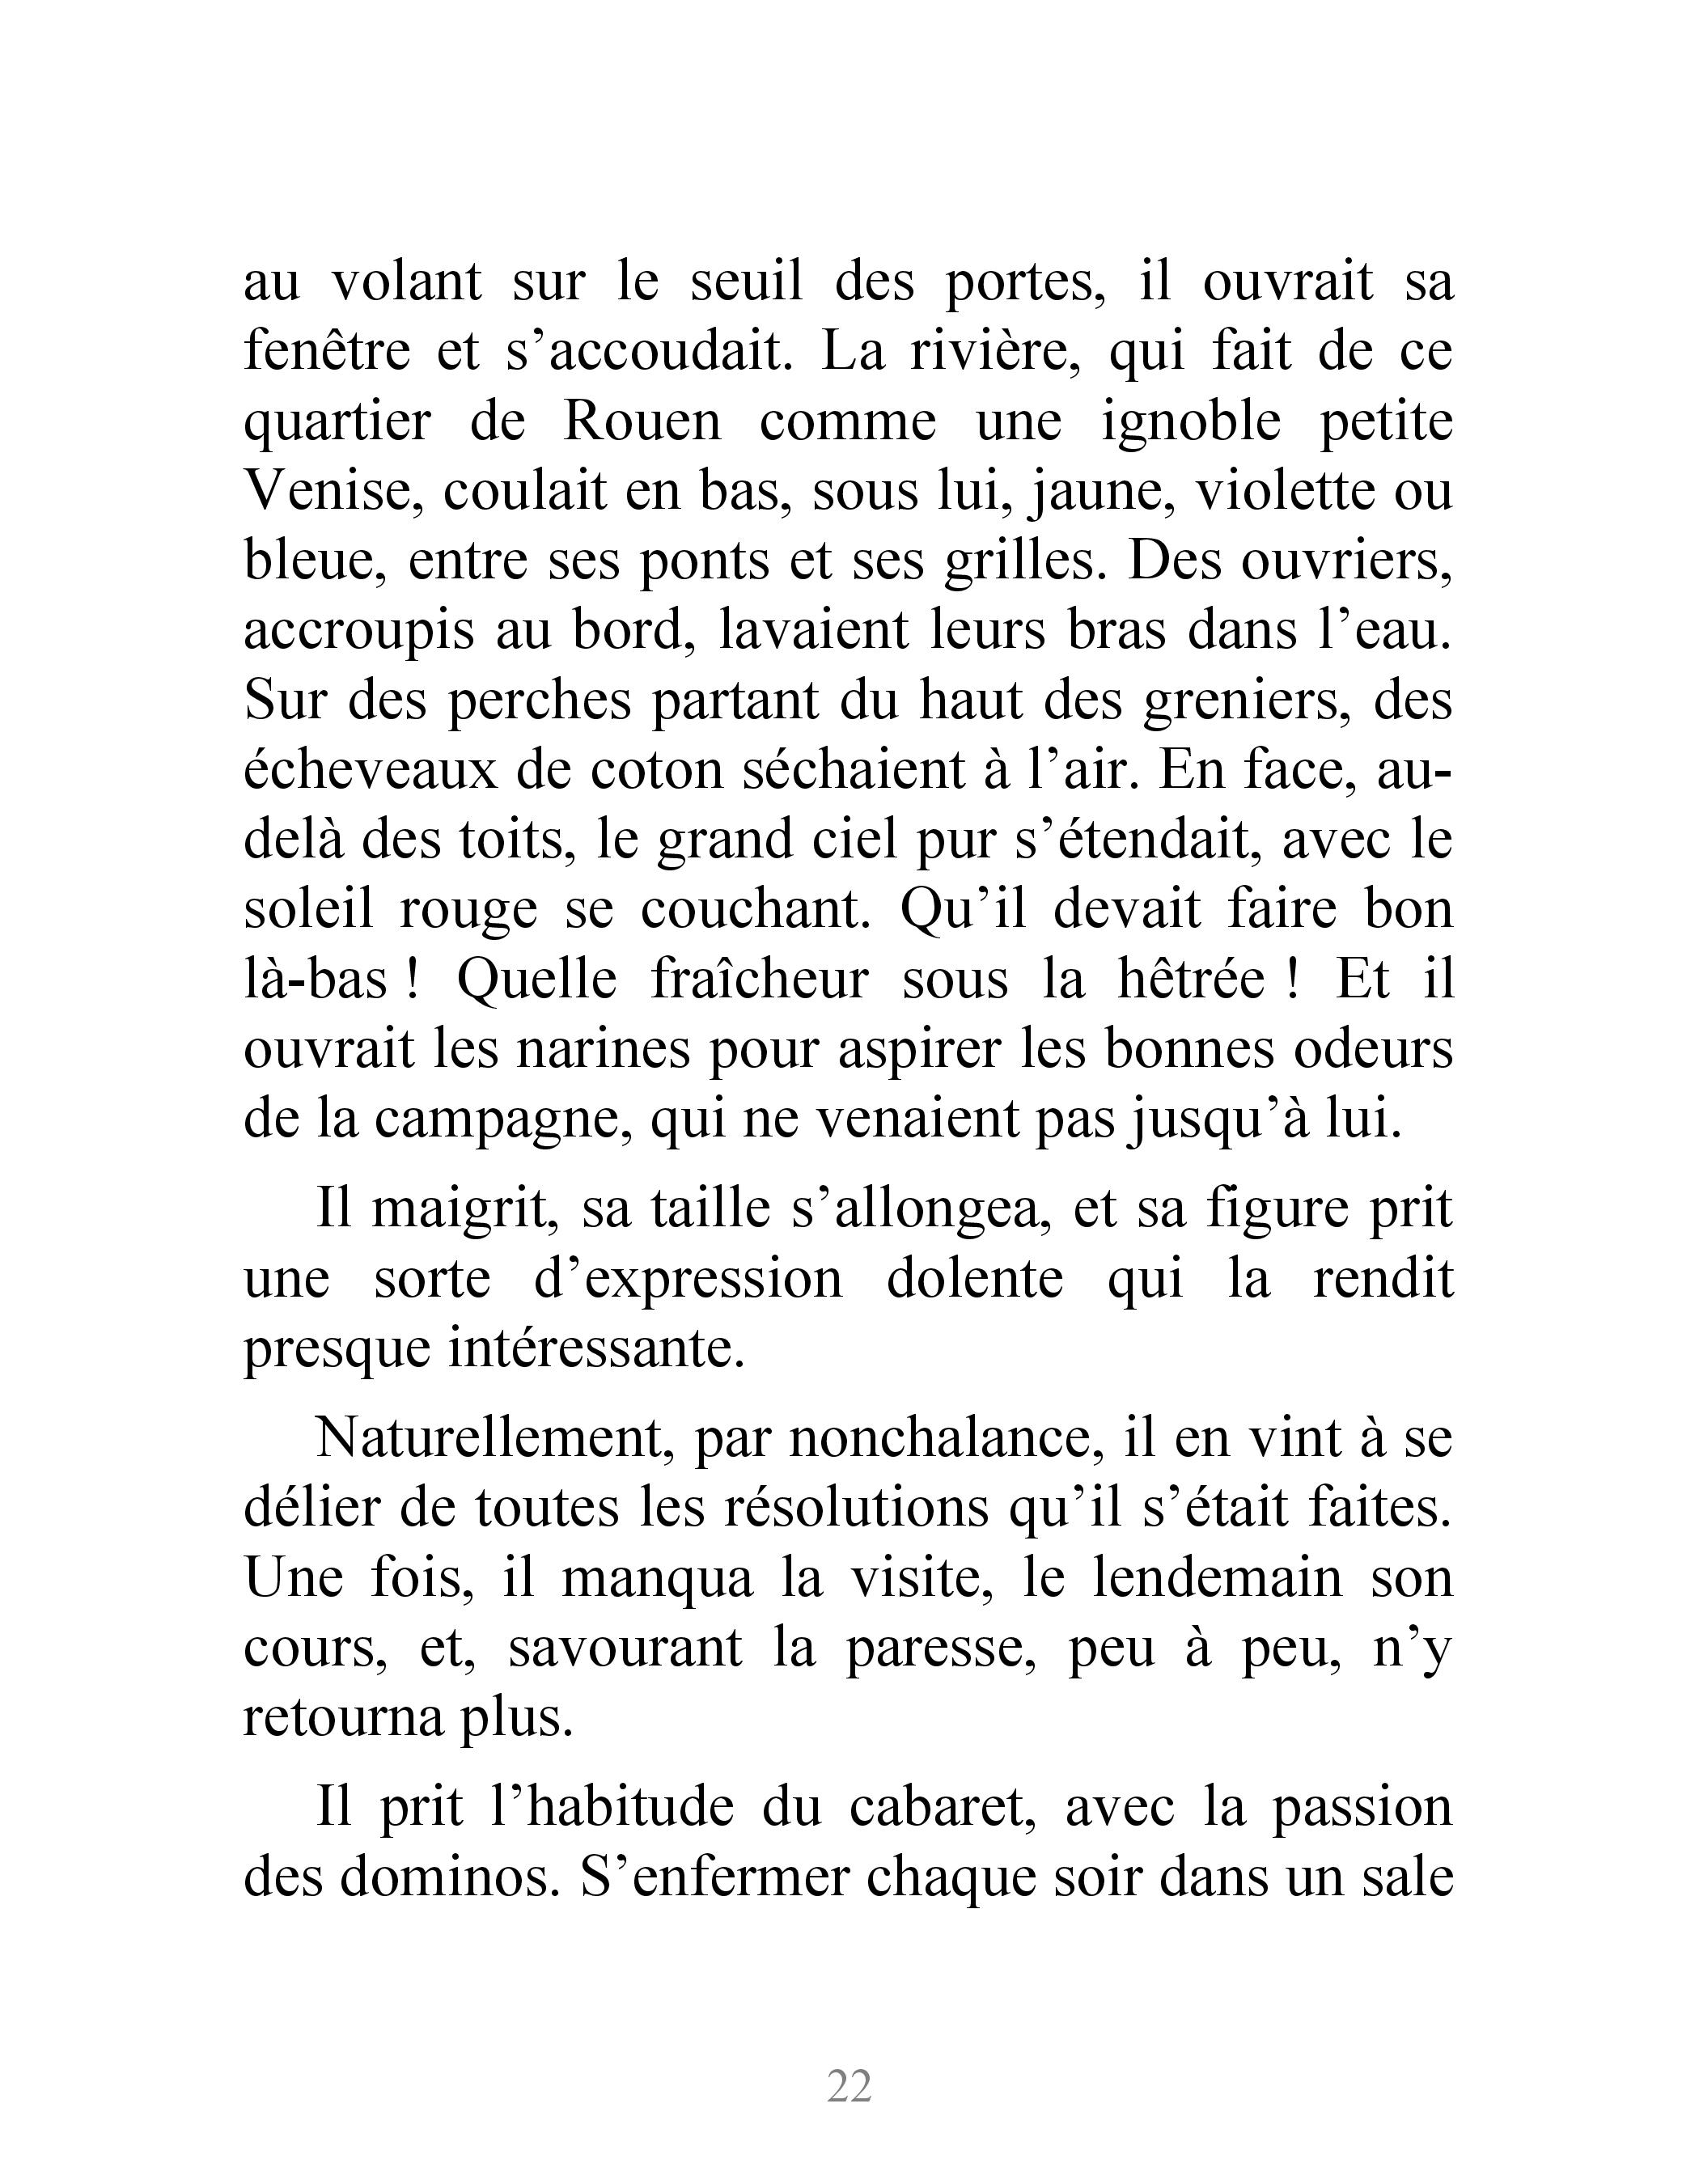 au volant sur le seuil des portes, il ouvrait sa
fenêtre et s’accoudait. La rivière, qui fait de ce
quartier de Rouen comme une ignoble petite
Venise, coulait en bas, sous lui, jaune, violette ou
bleue, entre ses ponts et ses grilles. Des ouvriers,
accroupis au bord, lavaient leurs bras dans l’eau.
Sur des perches partant du haut des greniers, des
écheveaux de coton séchaient à l’air. En face, au-
delà des toits, le grand ciel pur s’étendait, avec le
soleil rouge se couchant. Qu’il devait faire bon
là-bas ! Quelle fraîcheur sous la hêtrée ! Et il
ouvrait les narines pour aspirer les bonnes odeurs
de la campagne, qui ne venaient pas jusqu’à lui.
Il maigrit, sa taille s’allongea, et sa figure prit
une sorte d’expression dolente qui la rendit
presque intéressante.
Naturellement, par nonchalance, il en vint à se
délier de toutes les résolutions qu’il s’était faites.
Une fois, il manqua la visite, le lendemain son
cours, et, savourant la paresse, peu à peu, n’y
retourna plus.
Il prit l’habitude du cabaret, avec la passion
des dominos. S’enfermer chaque soir dans un sale
22